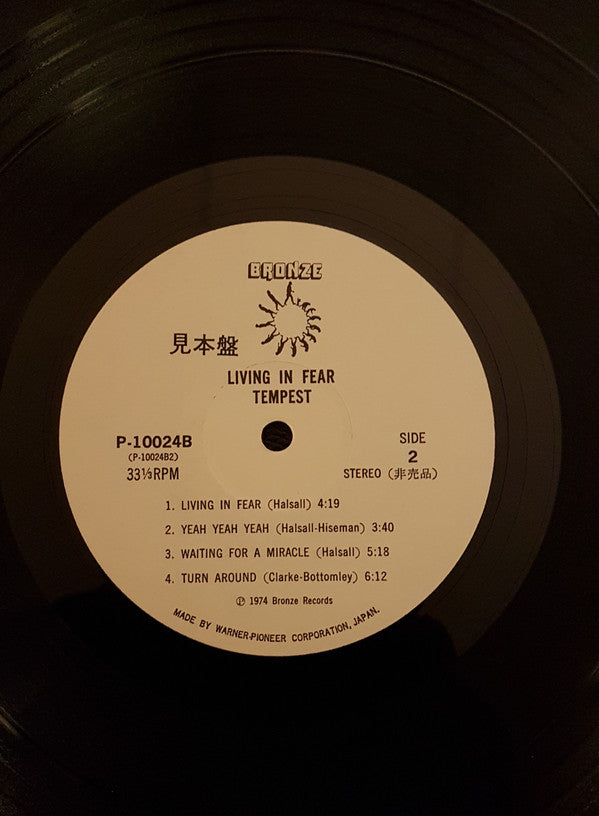 BRONZE
見本盤
LIVING IN FEAR
TEMPEST
P-10024B
(P-10024B2)
33⅓RPM
SIDE
2
STEREO (非売品)
1. LIVING IN FEAR (Halsall) 4:19
2. YEAH YEAH YEAH (Halsall-Hiseman) 3:40
3. WAITING FOR A MIRACLE (Halsall) 5:18
4. TURN AROUND (Clarke-Bottomley) 6:12
℗ 1974 Bronze Records
MADE BY WARNER-PIONEER CORPORATION, JAPAN.